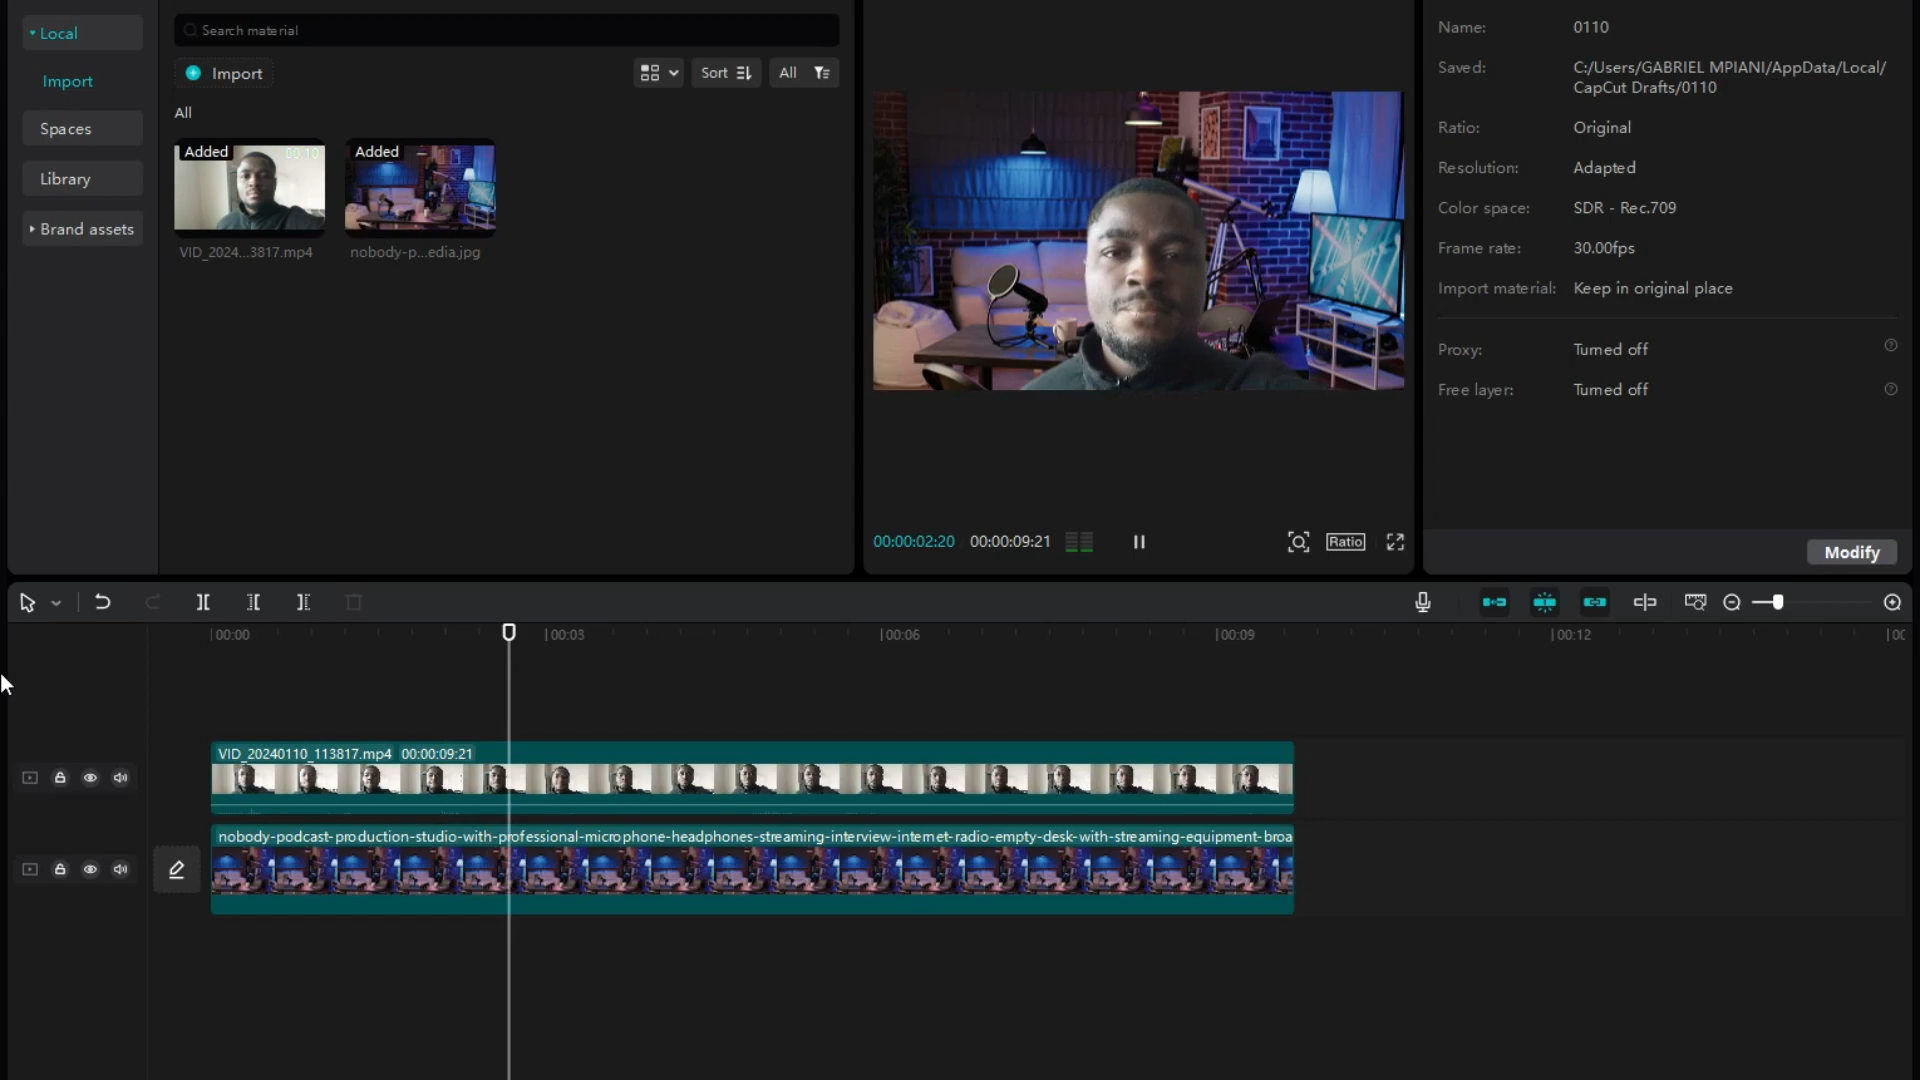 Local
Import
Spaces
Library
Brand assets
Search material
Import
Sort
All
All
Added
00:10
Added
VID_2024...3817.mp4
nobody-p...edia.jpg
00:00:02:20
00:00:09:21
Ratio
Name: 0110
Saved: C:/Users/GABRIEL MPIANI/AppData/Local/
CapCut Drafts/0110
Ratio: Original
Resolution: Adapted
Color space: SDR - Rec.709
Frame rate: 30.00fps
Import material: Keep in original place
Proxy: Turned off
Free layer: Turned off
Modify
00:00
00:03
00:06
00:09
00:12
VID_20240110_113817.mp4 00:00:09:21
nobody-podcast-production-studio-with-professional-microphone-headphones-streaming-interview-internet-radio-empty-desk-with-streaming-equipment-broa